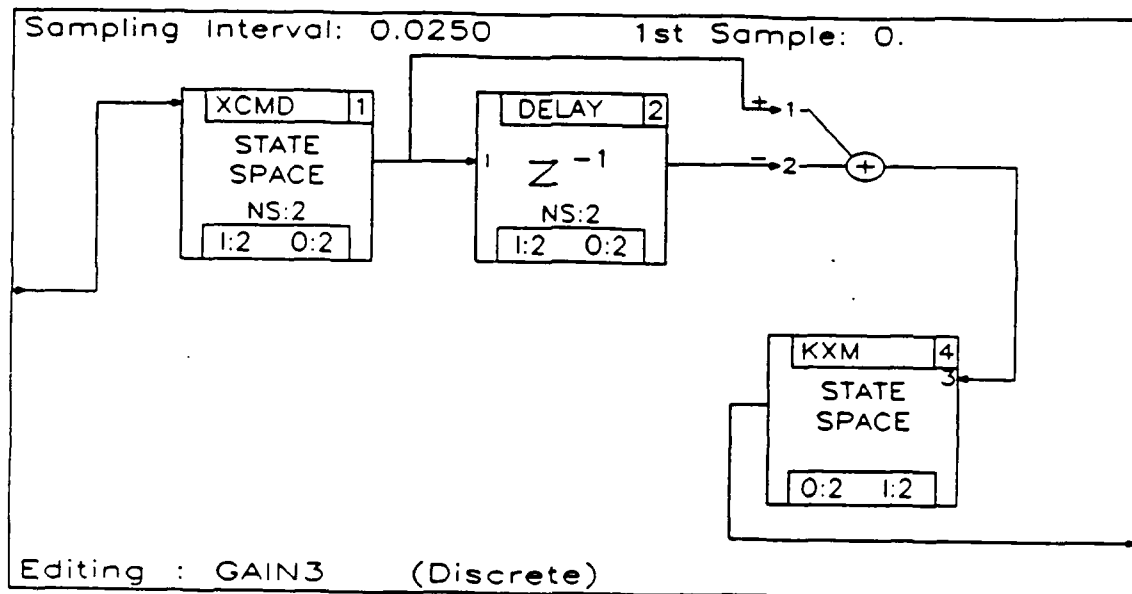 Sampling Interval: 0.0250 1st Sample: 0.
XCMD 1
STATE
SPACE
NS:2
I:2 O:2
DELAY 2
1
Z -1
NS:2
I:2 O:2
+ 1
- 2
+
KXM 4
3
STATE
SPACE
O:2 I:2
Editing : GAIN3 (Discrete)